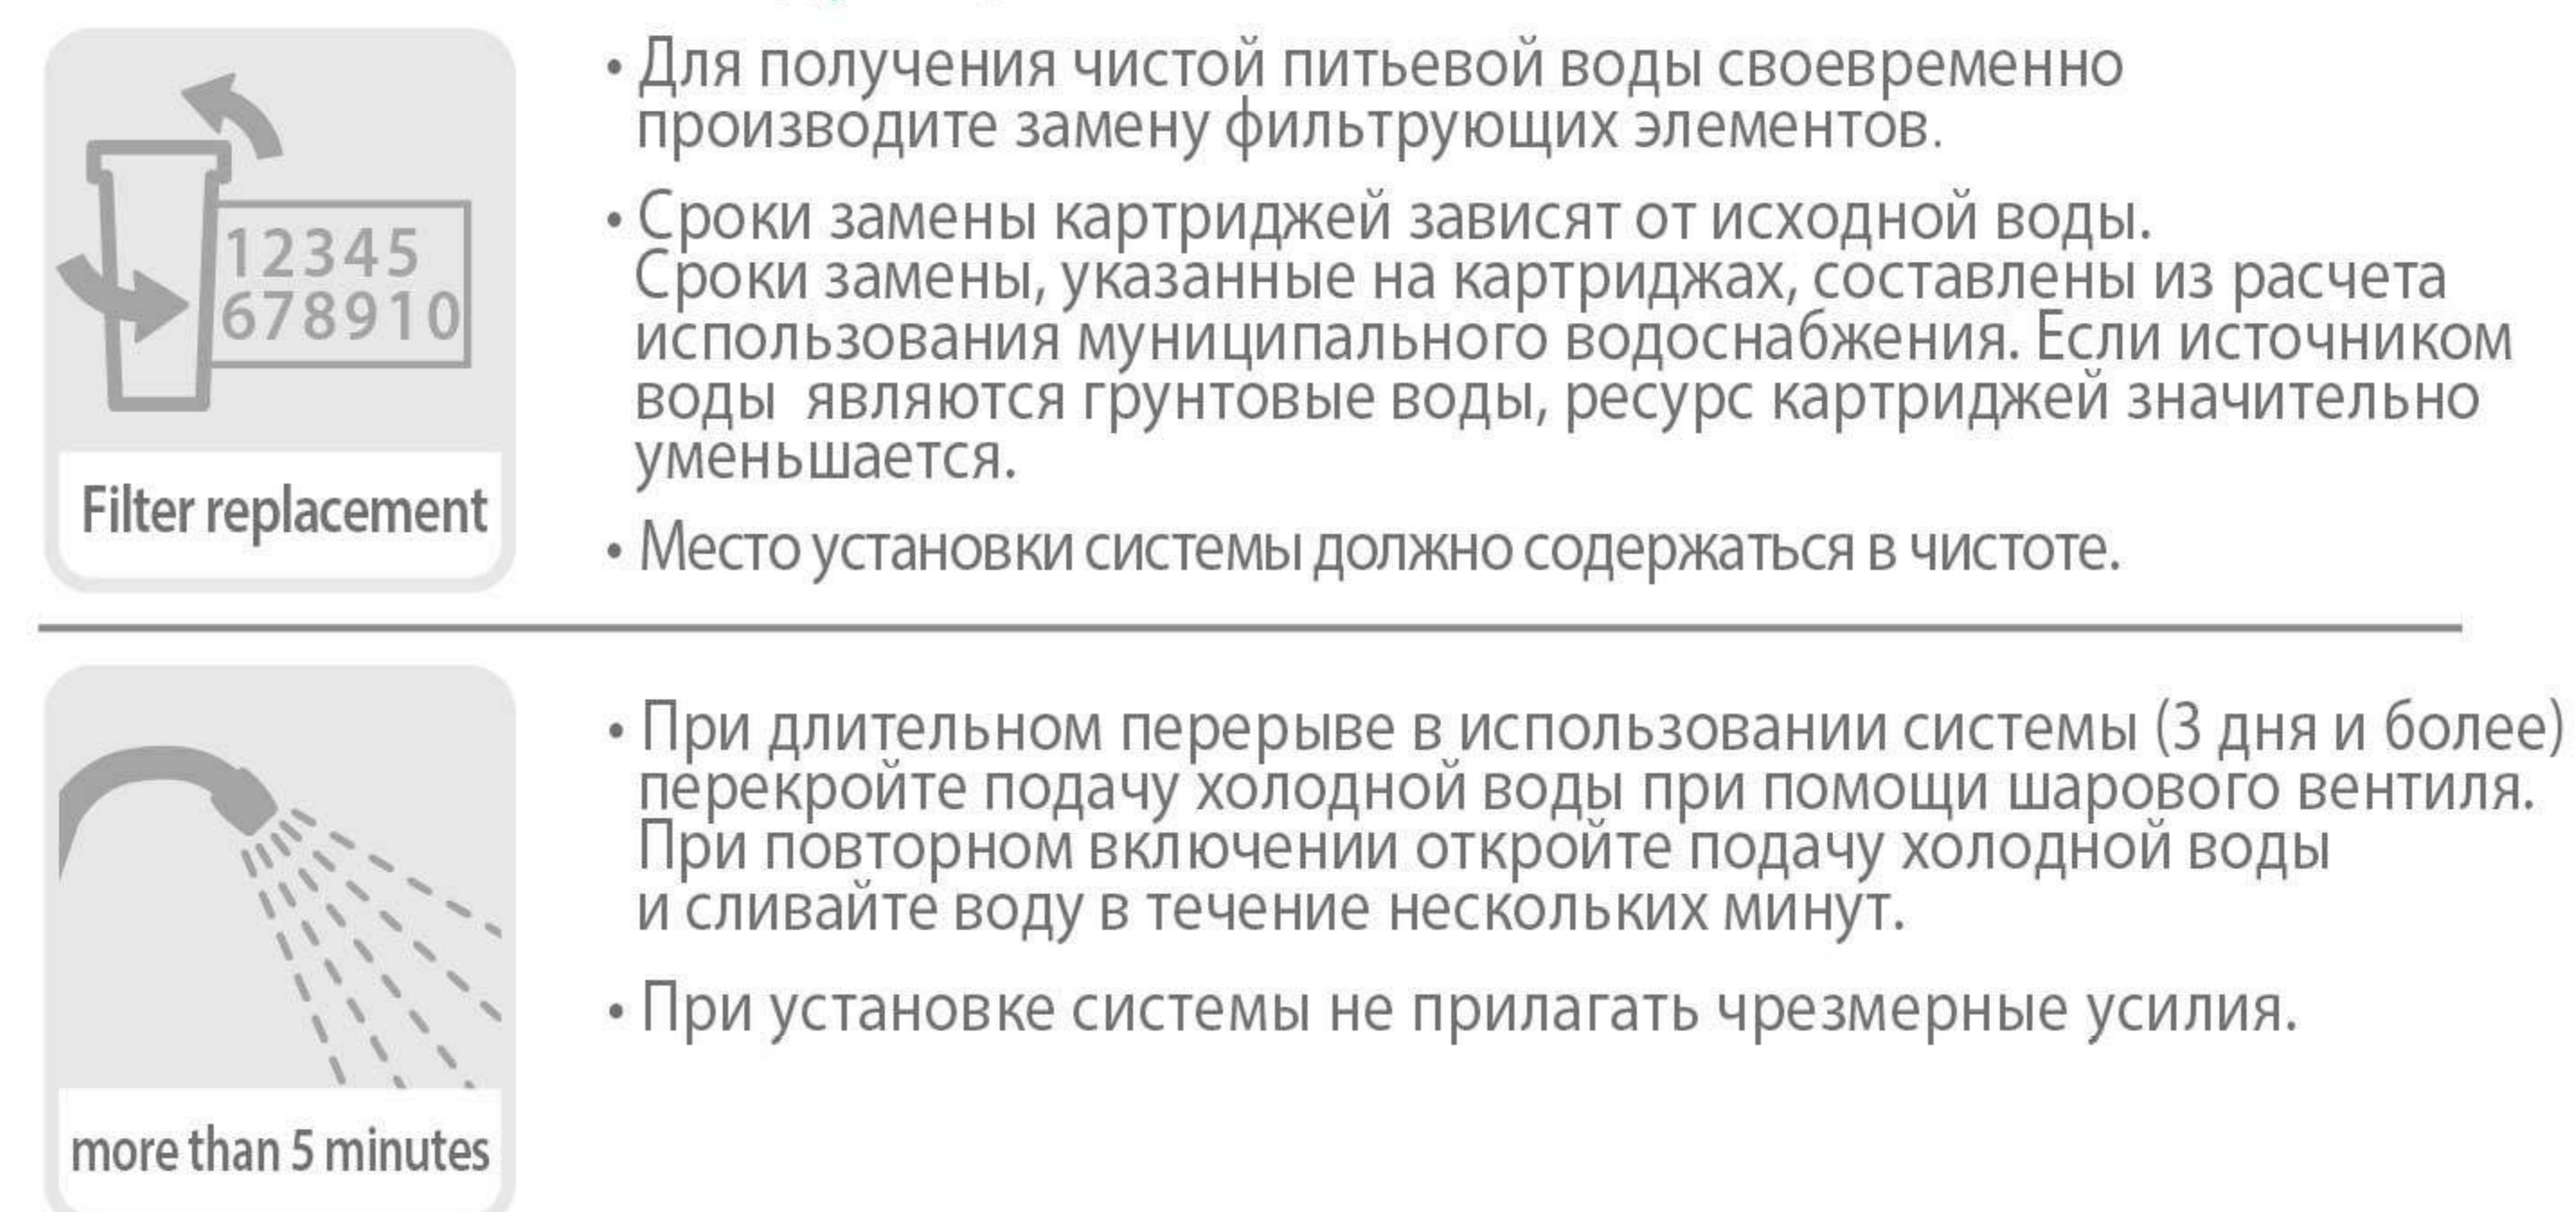 • Для получения чистой питьевой воды своевременно
производите замену фильтрующих элементов.
• Сроки замены картриджей зависят от исходной воды.
Сроки замены, указанные на картриджах, составлены из расчета
использования муниципального водоснабжения. Если источником
воды являются грунтовые воды, ресурс картриджей значительно
уменьшается.
• Место установки системы должно содержаться в чистоте.
12345
678910
Filter replacement
• При длительном перерыве в использовании системы (3 дня и более)
перекройте подачу холодной воды при помощи шарового вентиля.
При повторном включении откройте подачу холодной воды
и сливайте воду в течение нескольких минут.
• При установке системы не прилагать чрезмерные усилия.
more than 5 minutes